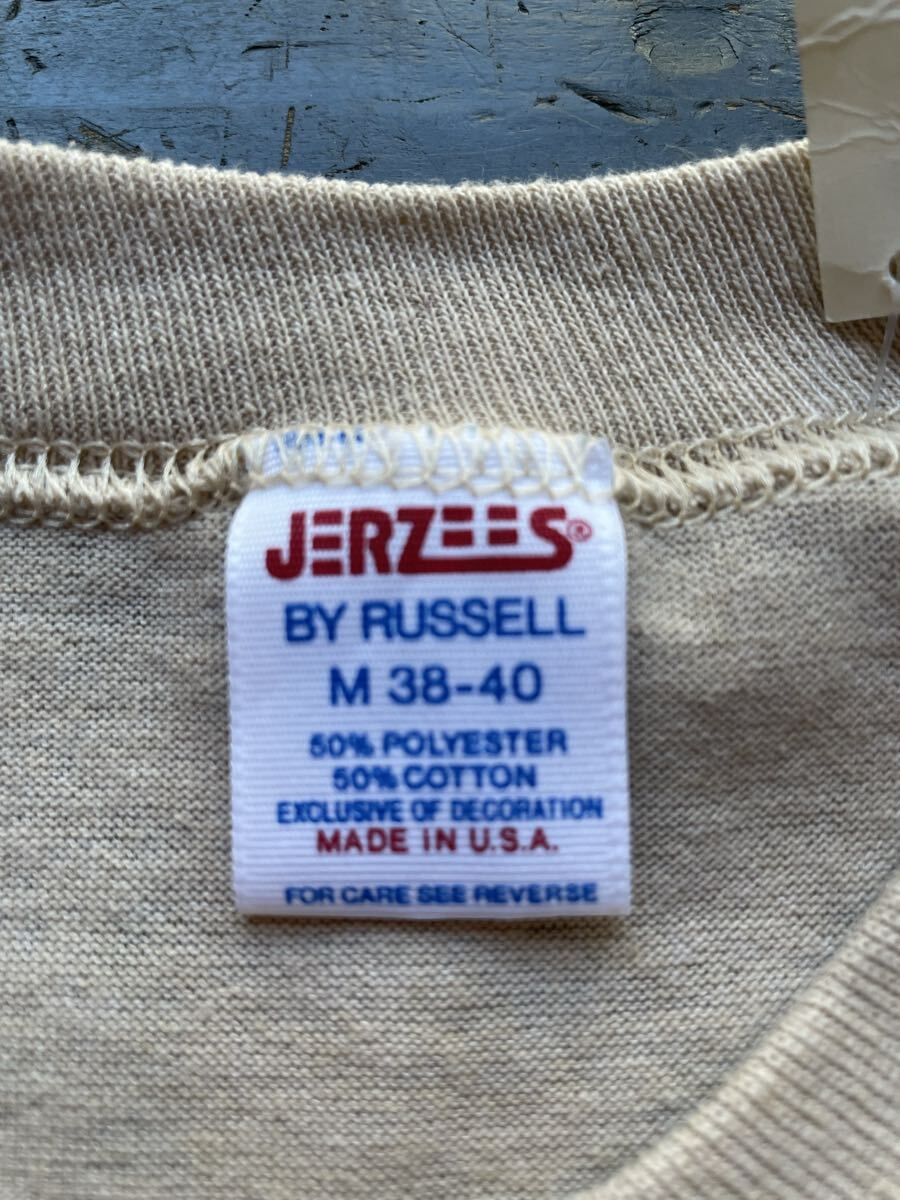 JERZEES®
BY RUSSELL
M 38-40
50% POLYESTER
50% COTTON
EXCLUSIVE OF DECORATION
MADE IN U.S.A.
FOR CARE SEE REVERSE